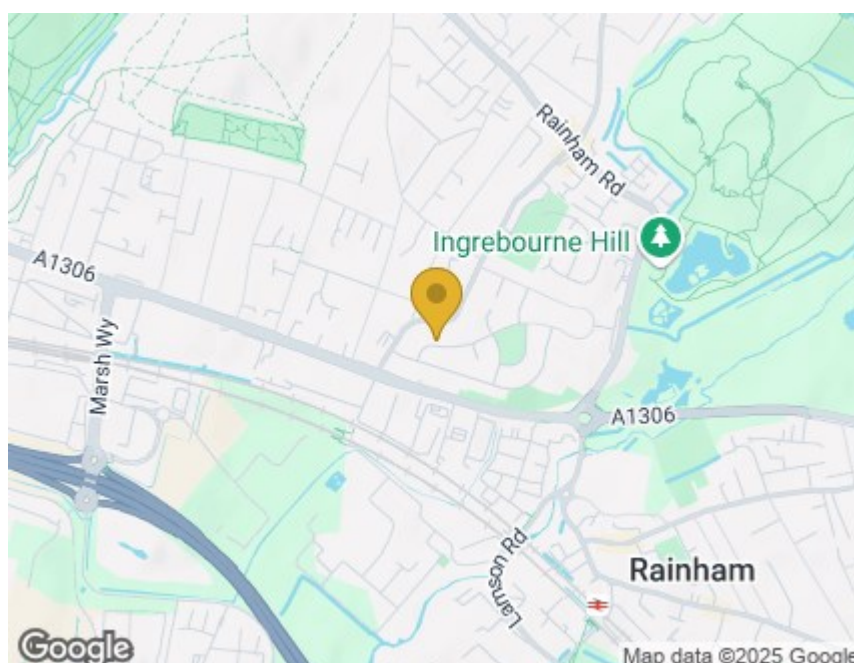 Rainham Rd
Ingrebourne Hill
A1306
Marsh Wy
A1306
Lamson Rd
Rainham
Google
Map data ©2025 Google